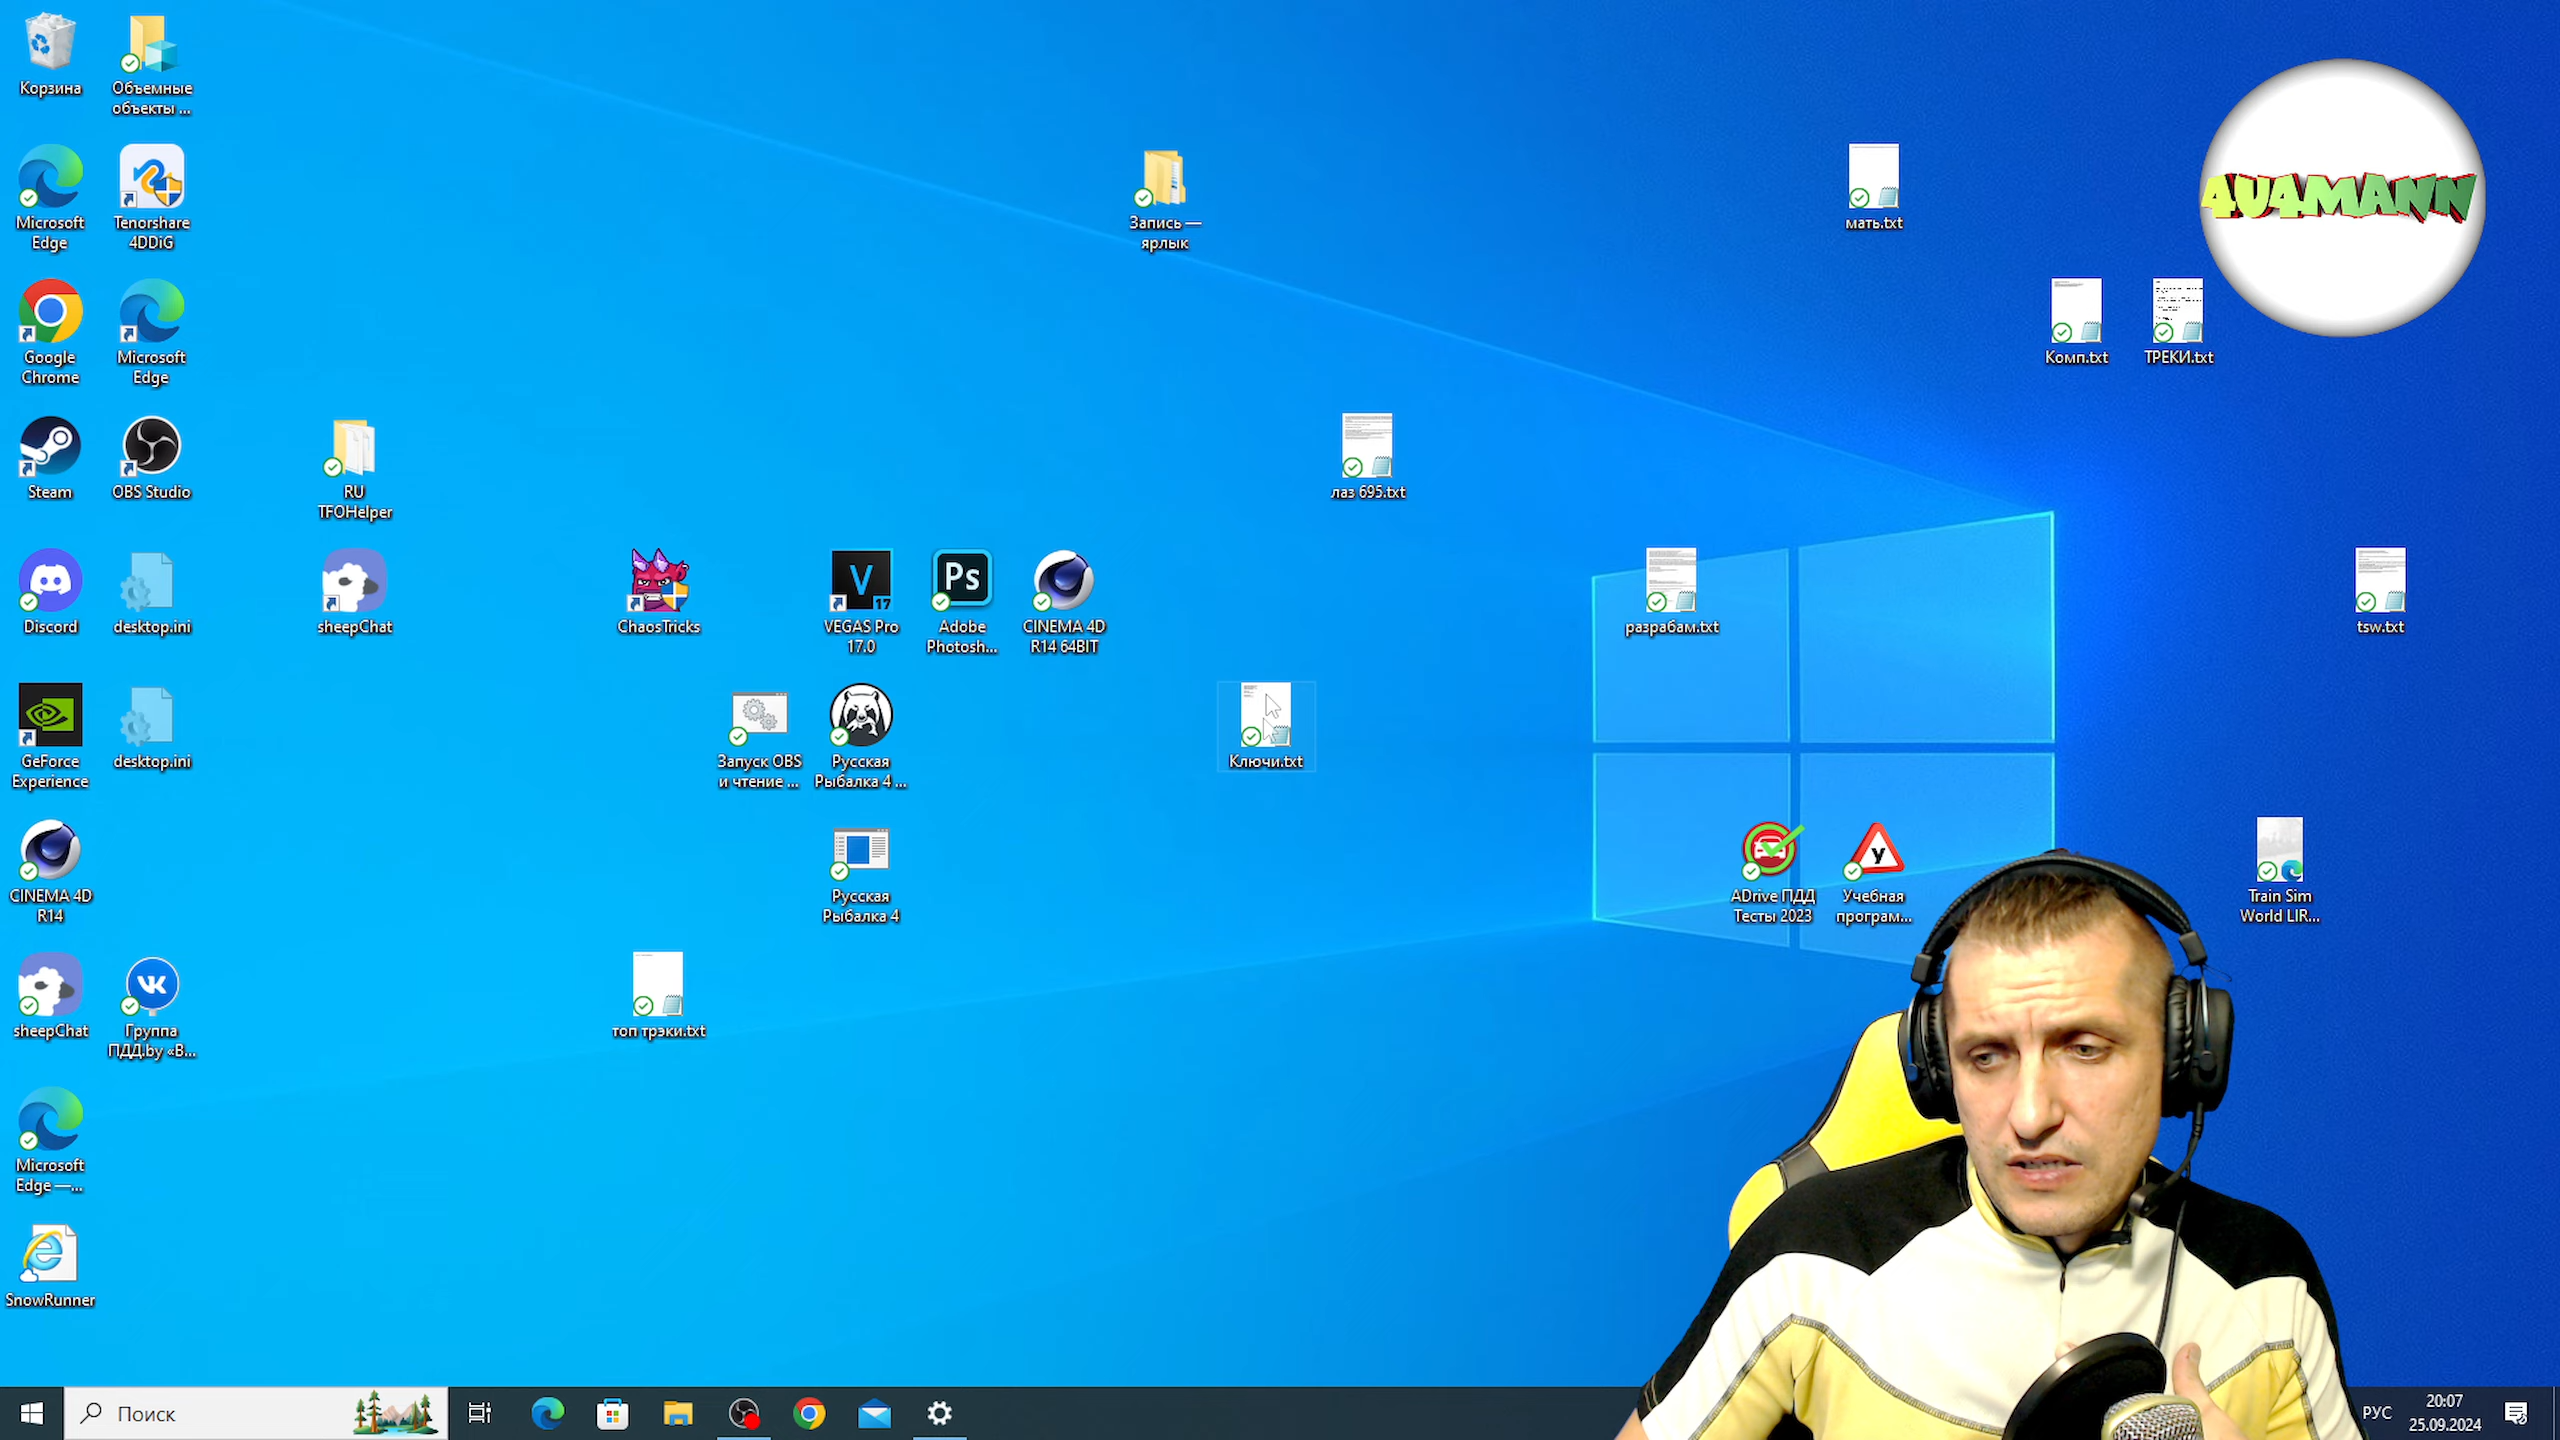 Корзина
Объемные
объекты ...
Microsoft
Edge
Tenorshare
4DDiG
Запись —
ярлык
мать.txt
4U4MANN
Google
Chrome
Microsoft
Edge
Комп.txt
ТРЕКИ.txt
Steam
OBS Studio
RU
TFOHelper
лаз 695.txt
Discord
desktop.ini
sheepChat
ChaosTricks
V
17
VEGAS Pro
17.0
Ps
Adobe
Photosh...
CINEMA 4D
R14 64BIT
разрабам.txt
tsw.txt
GeForce
Experience
desktop.ini
Запуск OBS
и чтение ...
Русская
Рыбалка 4 ...
Ключи.txt
CINEMA 4D
R14
Русская
Рыбалка 4
ADrive ПДД
Тесты 2023
У
Учебная
програм...
Train Sim
World LIR...
sheepChat
Группа
ПДД.by «В...
топ трэки.txt
Microsoft
Edge —...
SnowRunner
Поиск
РУС
20:07
25.09.2024